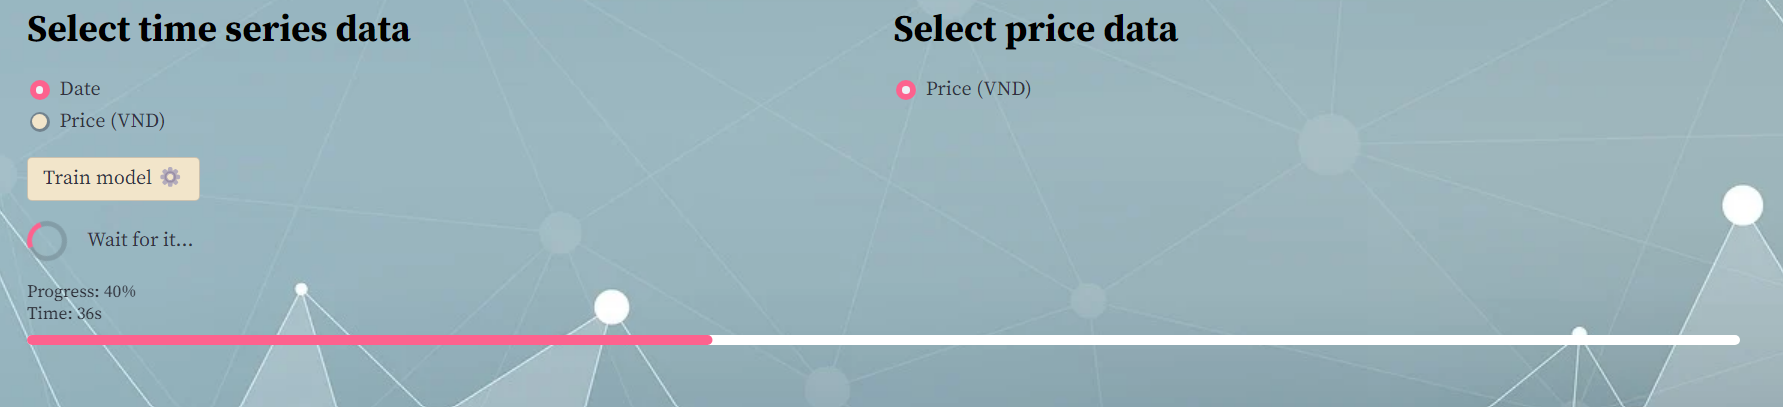 Select time series data
Select price data
Date
Price (VND)
Price (VND)
Train model
Wait for it...
Progress: 40%
Time: 36s